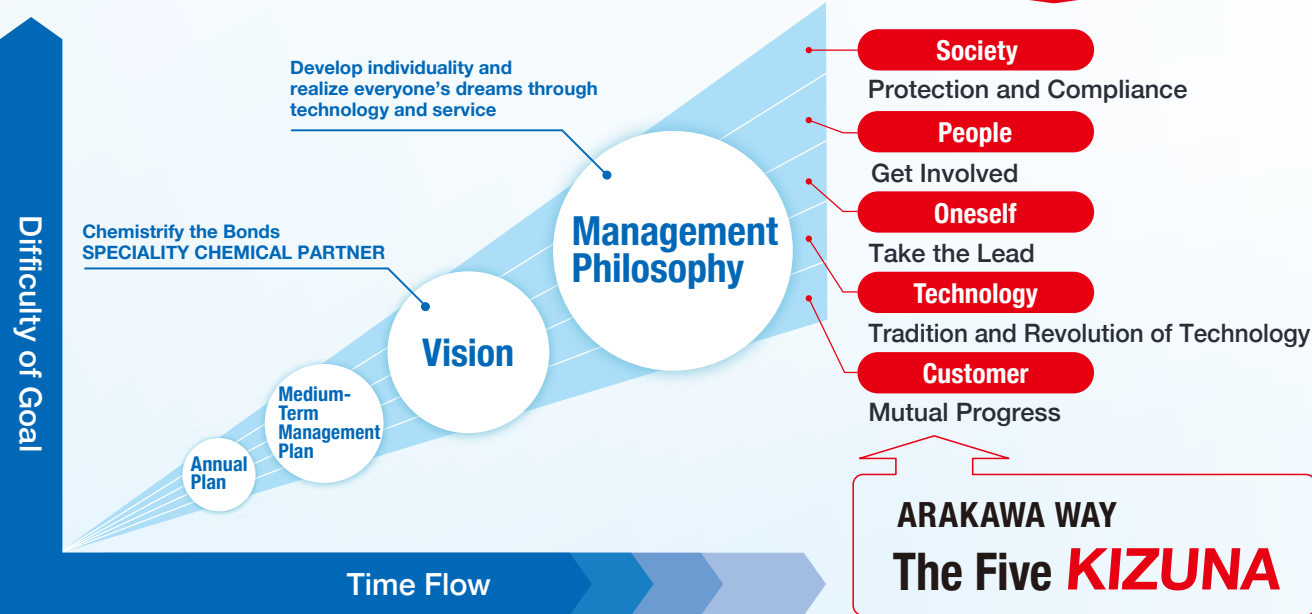 Develop individuality and
realize everyone's dreams through
technology and service
Chemistrify the Bonds
SPECIALITY CHEMICAL PARTNER
Difficulty of Goal
Management
Philosophy
Vision
Medium-
Term
Management
Plan
Annual
Plan
Time Flow
Society
Protection and Compliance
People
Get Involved
Oneself
Take the Lead
Technology
Tradition and Revolution of Technology
Customer
Mutual Progress
ARAKAWA WAY
The Five KIZUNA